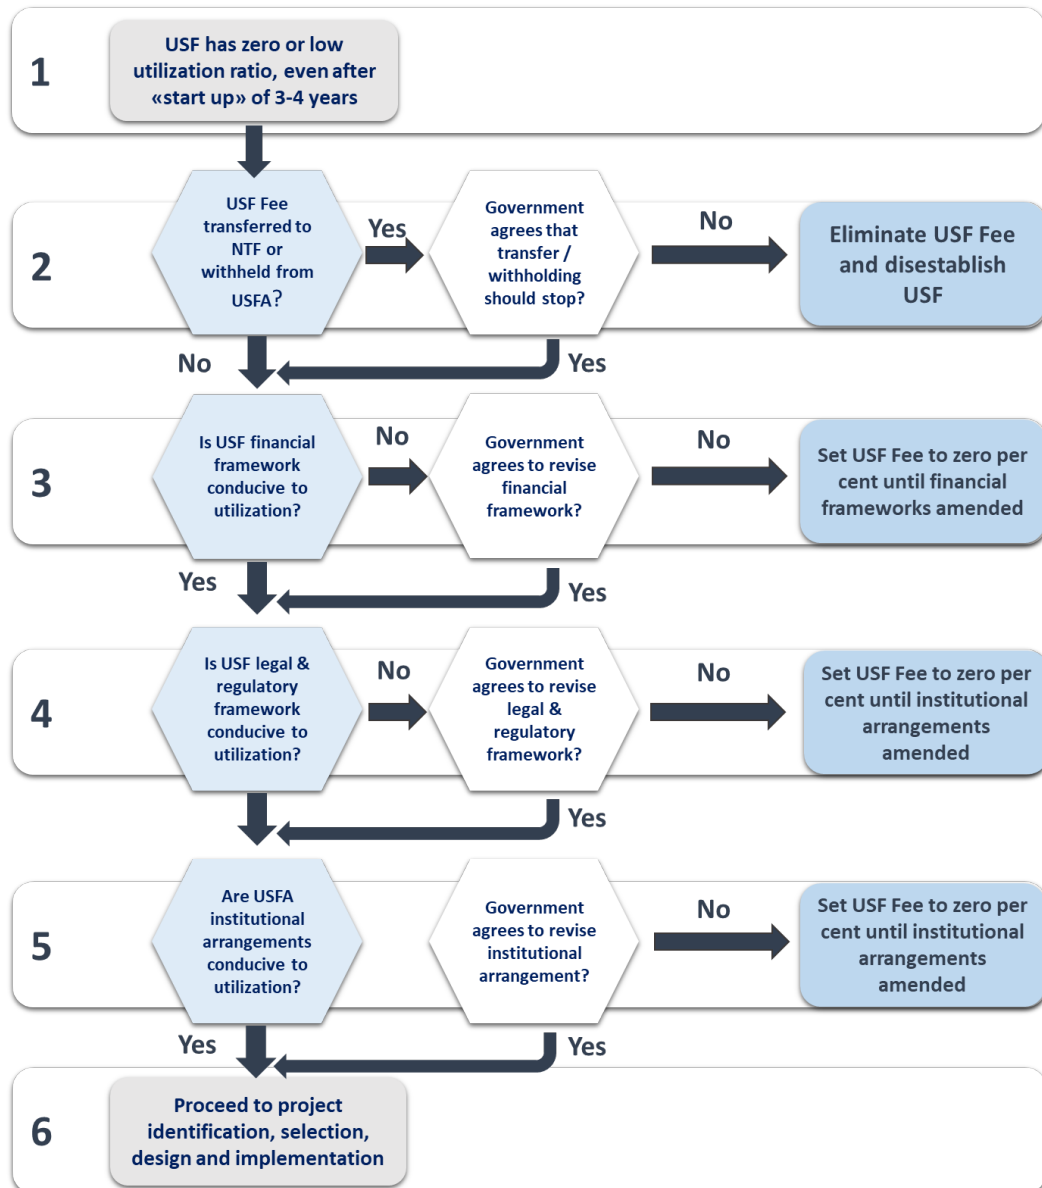 1
USF has zero or low
utilization ratio, even after
«start up» of 3-4 years
2
USF Fee
transferred to
NTF or
withheld from
USFA?
Yes
Government
agrees that
transfer /
withholding
should stop?
No
Eliminate USF Fee
and disestablish
USF
No
Yes
3
Is USF financial
framework
conducive to
utilization?
No
Government
agrees to revise
financial
framework?
No
Set USF Fee to zero per
cent until financial
frameworks amended
Yes
Yes
4
Is USF legal &
regulatory
framework
conducive to
utilization?
No
Government
agrees to revise
legal &
regulatory
framework?
No
Set USF Fee to zero per
cent until institutional
arrangements
amended
Yes
5
Are USFA
institutional
arrangements
conducive to
utilization?
Government
agrees to revise
institutional
arrangement?
No
Set USF Fee to zero per
cent until institutional
arrangements
amended
Yes
Yes
6
Proceed to project
identification, selection,
design and implementation